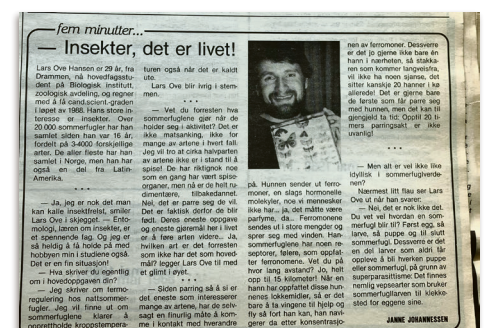 fem minutter...
— Insekter, det er livet!
Lars Ove Hansen er 29 år, fra
Drammen, nå hovedfagsstu-
dent på Biologisk institutt,
zoologisk avdeling, og regner
med å få cand.scient.-graden
i løpet av 1988. Hans store in-
teresse er insekter. Over
20 000 sommerfugler har han
samlet siden han var 16 år,
fordelt på 3-4000 forskjellige
arter. De aller fleste har han
samlet i Norge, men han har
også en del fra Latin-
Amerika.
• • •
— Ja, jeg er nok det man
kan kalle insektfrelst, smiler
Lars Ove i skjegget. — Ento-
mologi, læren om insektene,
er et spennende fag. Og jeg er
så heldig å få holde på med
hobbyen min i studiene også.
Det er en fin situasjon!
— Hva skriver du egentlig
om i hovedoppgaven din?
— Jeg skriver om termo-
regulering hos nattsommer-
fugler. Jeg vil finne ut om
sommerfuglene klarer å
opprettholde kroppstempera-
turen også når det er kaldt
ute.
Lars Ove blir ivrig i stem-
men.
• • •
— Vet du forresten hva
sommerfuglene gjør når de
holder seg i aktivitet? Det er
ikke matsanking, ikke for
mange av artene i hvert fall.
Jeg vil tro at cirka halvparten
av artene ikke er i stand til å
spise! De har riktignok noe
som en gang har vært spise-
organer, men nå er de helt ru-
dimentære, tilbakedannet.
Nei, det er parre seg de vil.
Det er faktisk derfor de blir
født. Deres eneste oppgave
og eneste gjøremål her i livet
er å føre arten videre. Ja,
hvilken art er det forresten
som ikke har det som hoved-
mål? legger Lars Ove til med
et glimt i øyet.
• • •
— Siden parring så å si er
det eneste som interesserer
mange av artene, har de selv-
sagt en finurlig måte å kom-
me i kontakt med hverandre
på. Hunnen sender ut ferro-
moner, en slags hormonelle
molekyler, noe vi mennesker
ikke har... ja, det måtte være
parfyme, da... Ferromonene
sendes ut i store mengder og
sprer seg med vinden. Han-
sommerfuglene har noen re-
septorer, følere, som oppfat-
ter ferromonene. Vet du på
hvor lang avstand? Jo, helt
opp til 15 kilometer! Når en
hann har oppfattet disse hun-
nenes lokkemidler, så er det
bare å ta vingene til hjelp og
fly så fort han kan, han navi-
gerer da etter konsentrasjo-
nen av ferromoner. Dessverre
er det jo gjerne ikke bare én
hann i nærheten, så stakka-
ren som kommer langveisfra,
vil ikke ha noen sjanse, det
sitter kanskje 20 hanner i kø
allerede! Det er gjerne bare
de første som får parre seg
med hunnen, men det kan til
gjengjeld ta tid: Opptil 20 ti-
mers parringsakt er ikke
uvanlig!
• • •
— Men alt er vel ikke like
idyllisk i sommerfuglverde-
nen?
Nærmest litt flau ser Lars
Ove ut når han svarer:
— Nei, det er nok ikke det.
Du vet vel hvordan en som-
merfugl blir til? Først egg, så
larve, så puppe og til slutt
sommerfugl. Dessverre er det
en del larver som aldri får
oppleve å bli hverken puppe
eller sommerfugl, på grunn av
superparasittisme: Det finnes
nemlig vepsearter som bruker
sommerfugllarven til klekke-
sted for eggene sine.
JANNE JOHANNESSEN